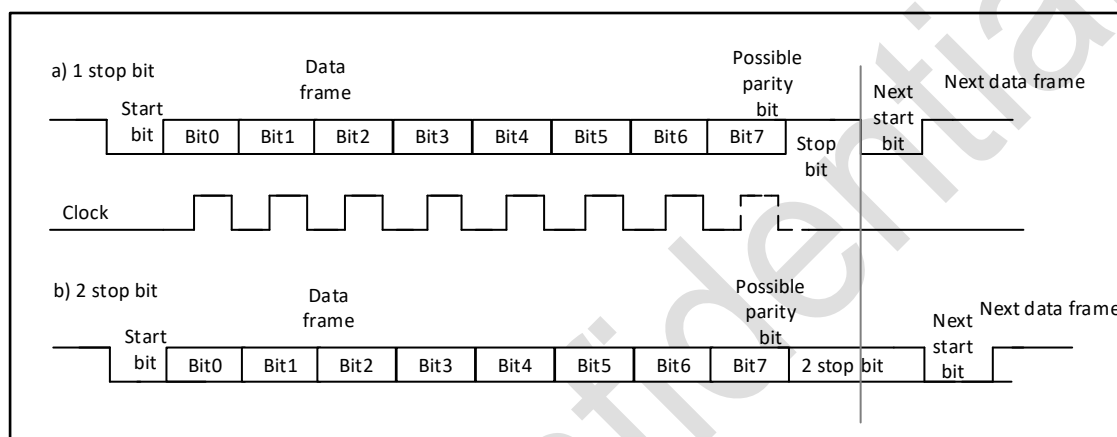 a) 1 stop bit
Data
frame
Possible
parity
bit
Next data frame
Start
bit
Next
start
bit
Bit0 Bit1 Bit2 Bit3 Bit4 Bit5 Bit6 Bit7
Stop
bit
Clock
b) 2 stop bit
Data
frame
Possible
parity
bit
Next data frame
Start
bit
Next
start
bit
Bit0 Bit1 Bit2 Bit3 Bit4 Bit5 Bit6 Bit7 2 stop bit